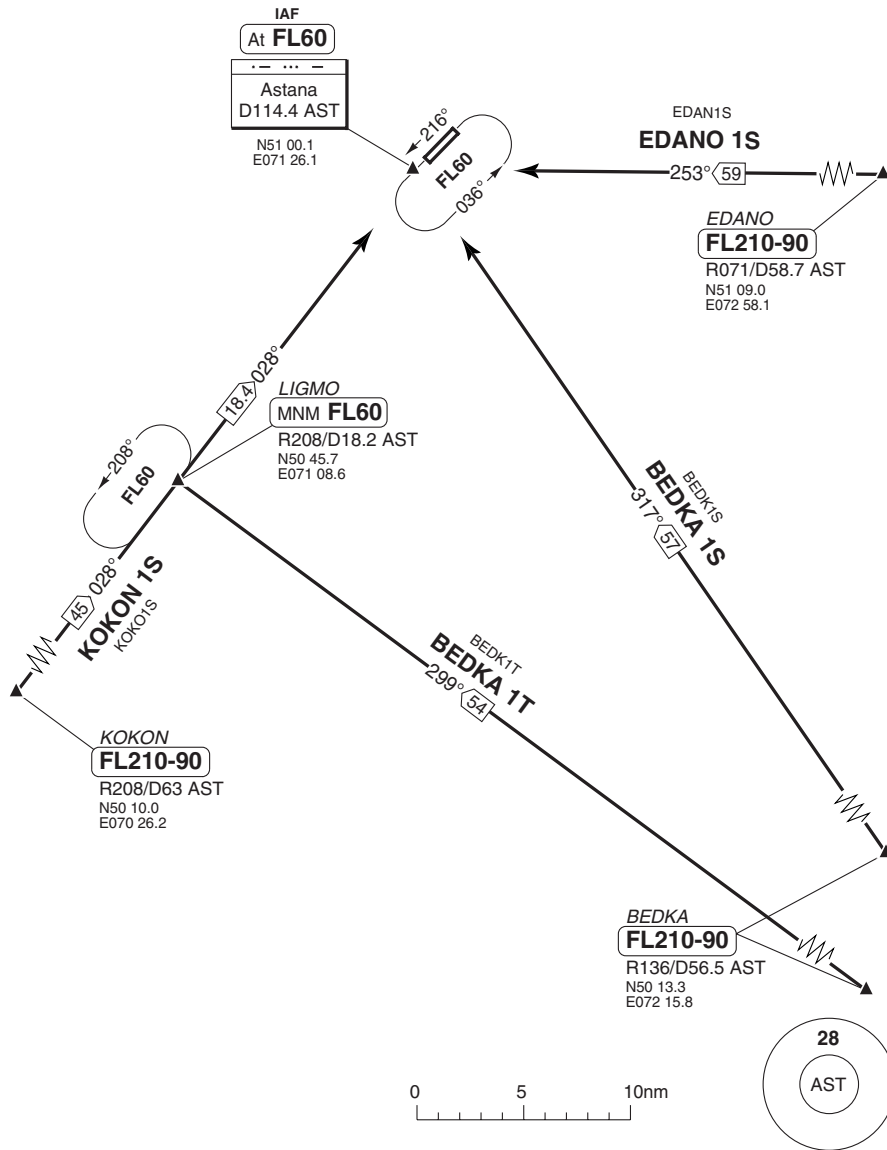 IAF
At FL60
Astana
D114.4 AST
N51 00.1
E071 26.1
216°
FL60
036°
EDAN1S
EDANO 1S
253° 59
EDANO
FL210-90
R071/D58.7 AST
N51 09.0
E072 58.1
18.4 028°
LIGMO
MNM FL60
R208/D18.2 AST
N50 45.7
E071 08.6
208°
FL60
45 028°
KOKON 1S
KOKO1S
KOKON
FL210-90
R208/D63 AST
N50 10.0
E070 26.2
BEDK1S
BEDKA 1S
317° 57
BEDK1T
BEDKA 1T
299° 54
BEDKA
FL210-90
R136/D56.5 AST
N50 13.3
E072 15.8
28
AST
0 5 10nm